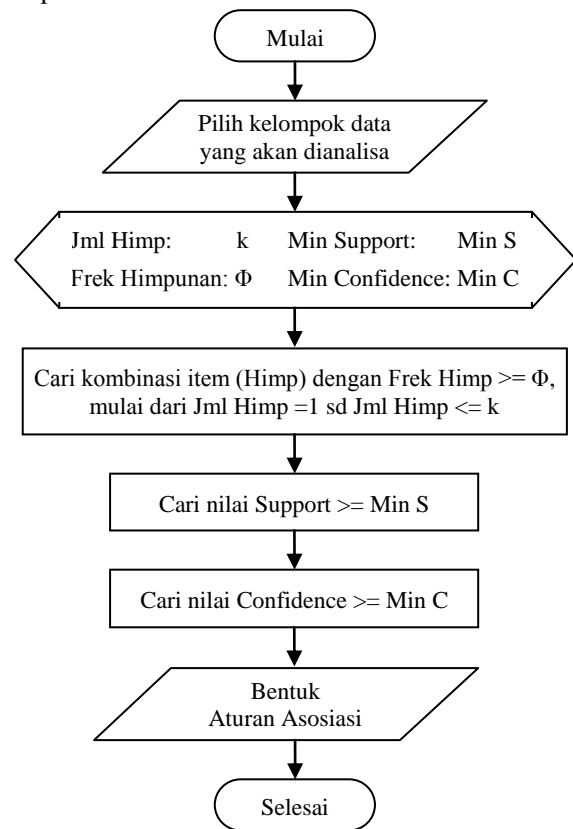 Mulai
Pilih kelompok data
yang akan dianalisa
Jml Himp: k Min Support: Min S
Frek Himpunan: Φ Min Confidence: Min C
Cari kombinasi item (Himp) dengan Frek Himp >= Φ,
mulai dari Jml Himp =1 sd Jml Himp <= k
Cari nilai Support >= Min S
Cari nilai Confidence >= Min C
Bentuk
Aturan Asosiasi
Selesai